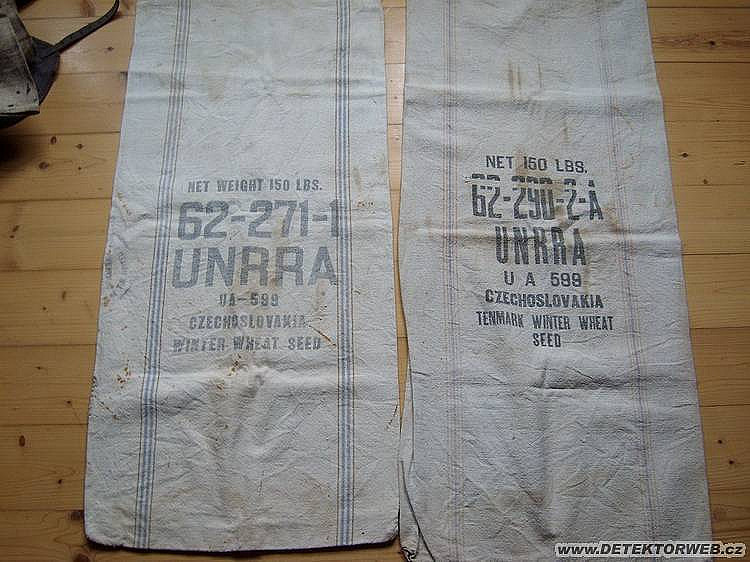 NET WEIGHT 150 LBS.
62-271-1
UNRRA
UA-599
CZECHOSLOVAKIA
WINTER WHEAT SEED
NET 150 LBS.
62-290-2-A
UNRRA
U A 599
CZECHOSLOVAKIA
TENMARK WINTER WHEAT
SEED
www.DETEKTORWEB.cz